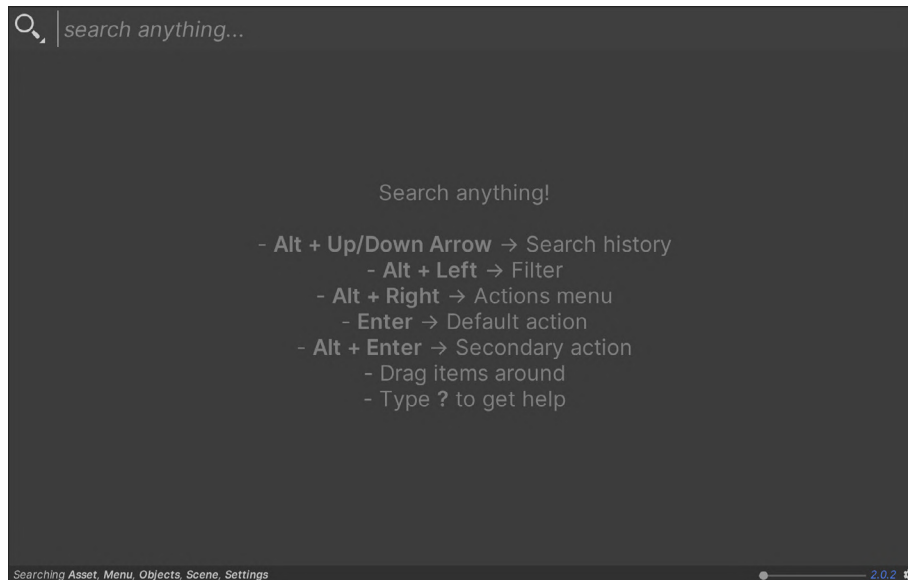 search anything...
Search anything!
- Alt + Up/Down Arrow → Search history
- Alt + Left → Filter
- Alt + Right → Actions menu
- Enter → Default action
- Alt + Enter → Secondary action
- Drag items around
- Type ? to get help
Searching Asset, Menu, Objects, Scene, Settings
2.0.2